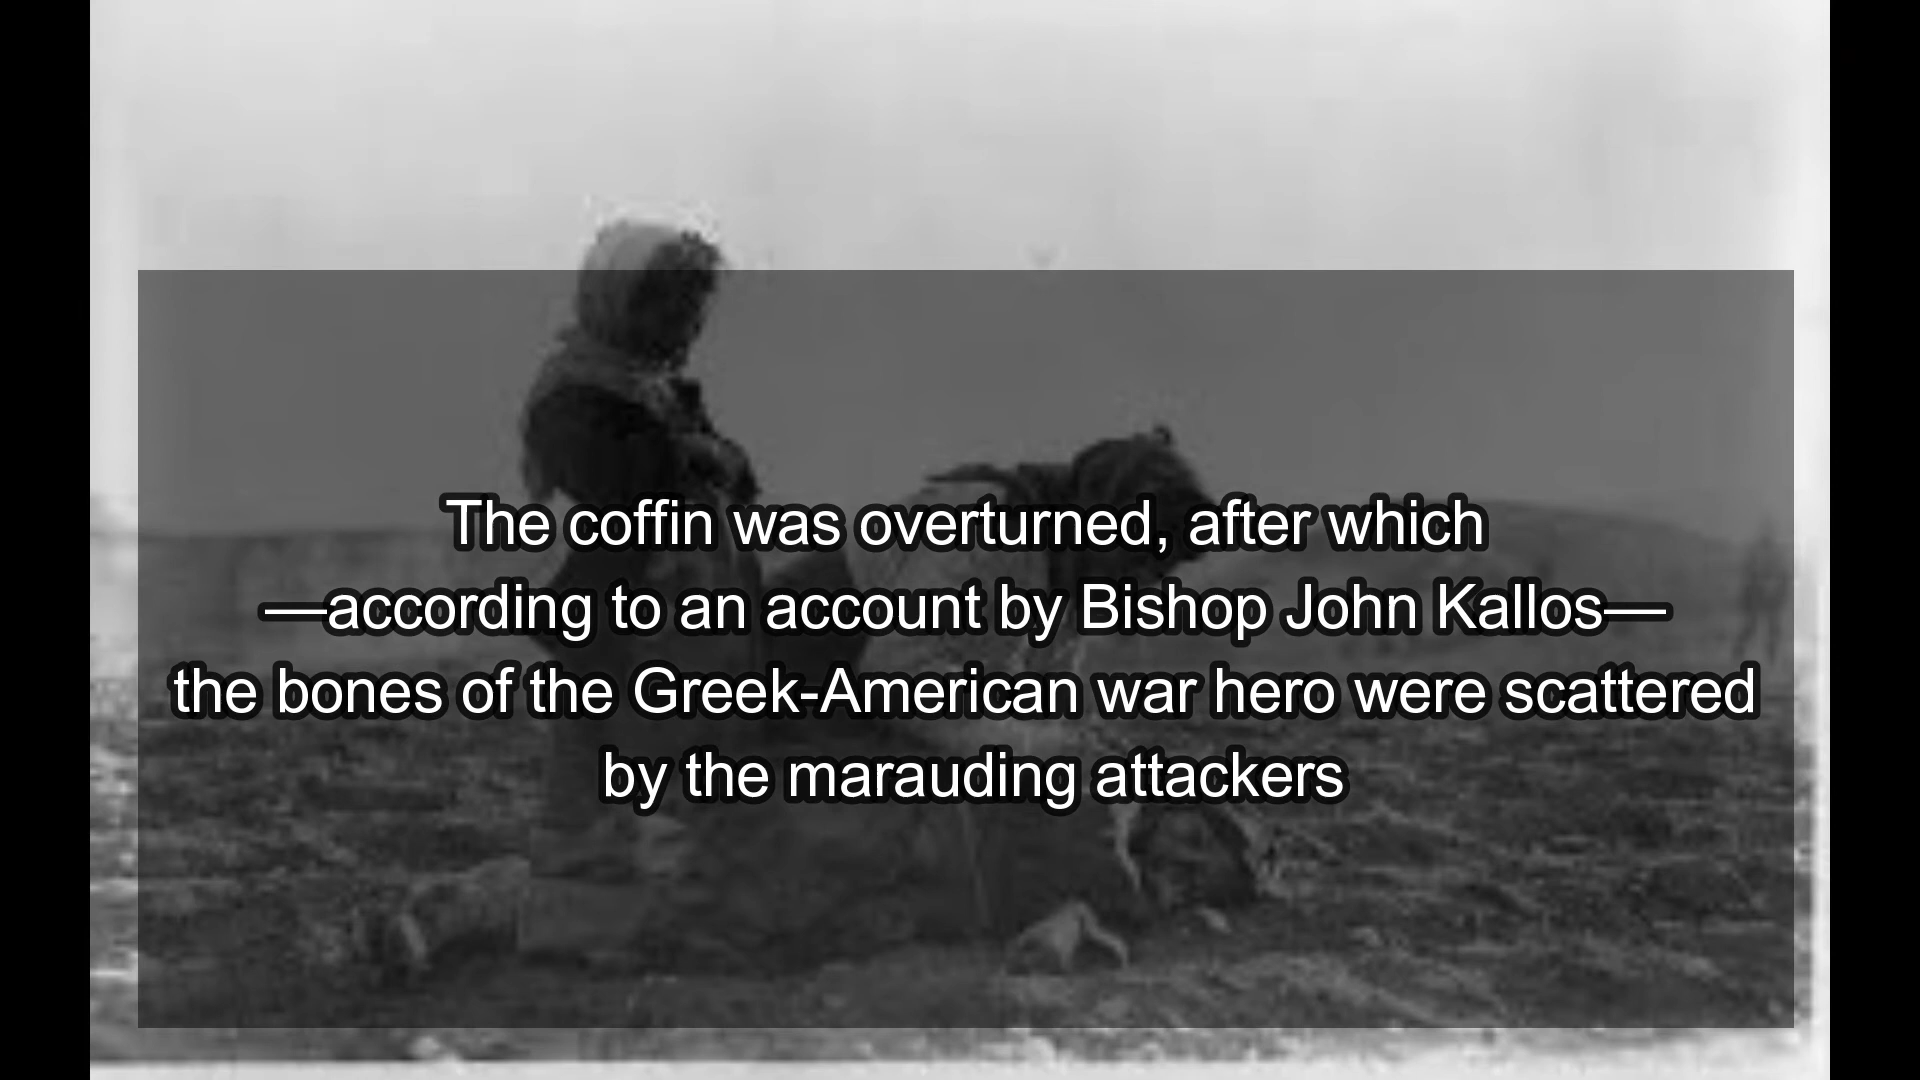 The coffin was overturned, after which
—according to an account by Bishop John Kallos—
the bones of the Greek-American war hero were scattered
by the marauding attackers